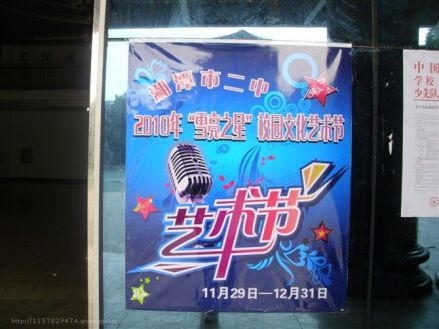 湘潭市二中
2010年“雪亮之星”校园文化艺术节
艺术节
11月29日—12月31日
中国
学校
少先队